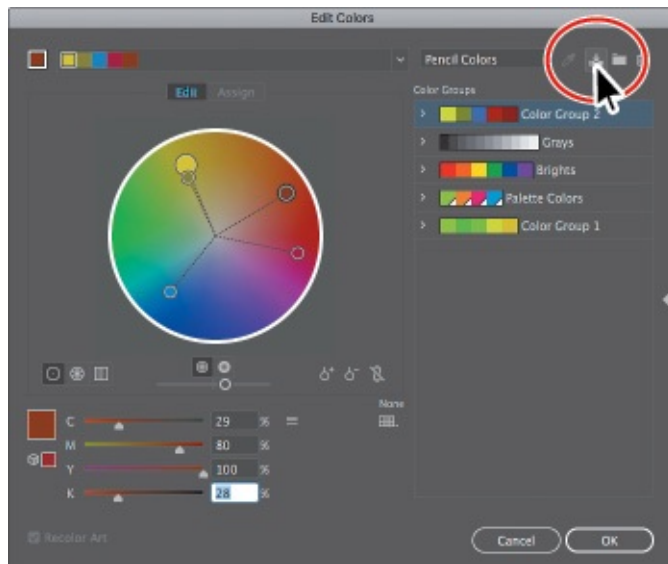 Edit Colors
Pencil Colors
Edit Assign
Color Groups
Color Group 2
Grays
Brights
Palette Colors
Color Group 1
None
C 29 %
M 80 %
Y 100 %
K 28 %
Recolor Art
Cancel OK